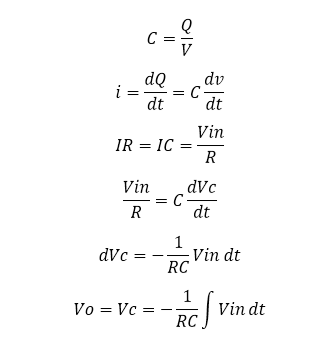 C = Q/V
i = dQ/dt = C dv/dt
IR = IC = Vin/R
Vin/R = C dVc/dt
dVc = − 1/RC Vin dt
Vo = Vc = − 1/RC ∫ Vin dt